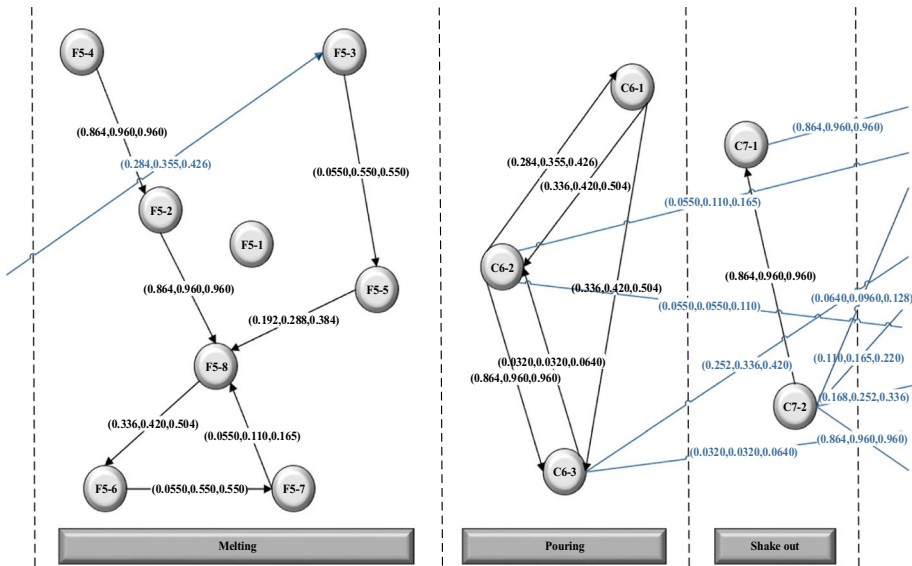 F5-4
F5-3
C6-1
(0.864,0.960,0.960)
(0.864,0.960,0.960)
C7-1
(0.284,0.355,0.426)
(0.284,0.355,0.426)
(0.0550,0.550,0.550)
(0.336,0.420,0.504)
(0.0550,0.110,0.165)
F5-2
F5-1
C6-2
(0.864,0.960,0.960)
(0.864,0.960,0.960)
F5-5
(0.336,0.420,0.504)
(0.0640,0.0960,0.128)
(0.0550,0.0550,0.110)
(0.192,0.288,0.384)
F5-8
(0.0320,0.0320,0.0640)
(0.252,0.336,0.420)
(0.110,0.165,0.220)
(0.864,0.960,0.960)
(0.168,0.252,0.336)
C7-2
(0.336,0.420,0.504)
(0.0550,0.110,0.165)
(0.864,0.960,0.960)
(0.0320,0.0320,0.0640)
C6-3
F5-6
(0.0550,0.550,0.550)
F5-7
Melting
Pouring
Shake out